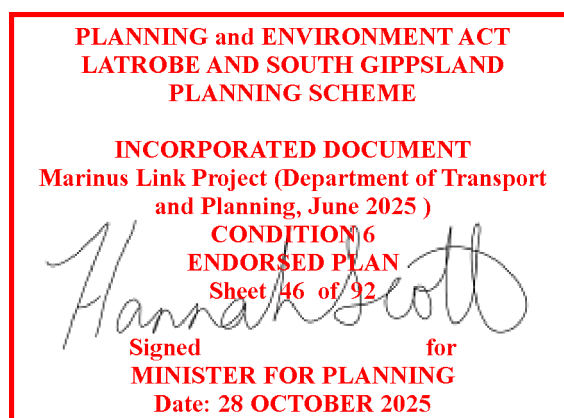 PLANNING and ENVIRONMENT ACT
LATROBE AND SOUTH GIPPSLAND
PLANNING SCHEME
INCORPORATED DOCUMENT
Marinus Link Project (Department of Transport
and Planning, June 2025 )
CONDITION 6
ENDORSED PLAN
Sheet 46 of 92
Hannah Scott
Signed for
MINISTER FOR PLANNING
Date: 28 OCTOBER 2025